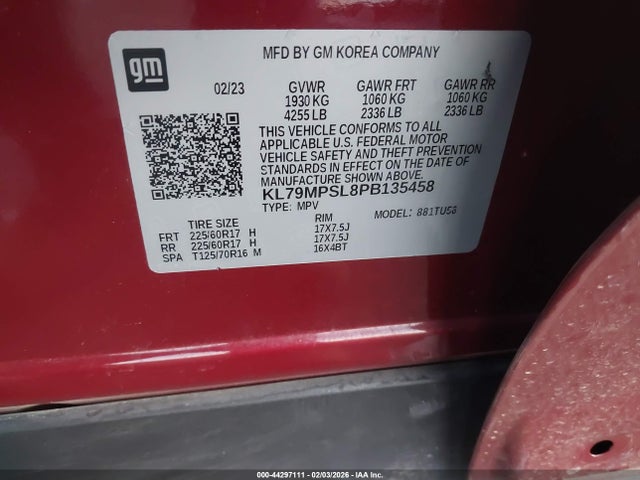 gm
MFD BY GM KOREA COMPANY
02/23 GVWR GAWR FRT GAWR RR
1930 KG 1060 KG 1060 KG
4255 LB 2336 LB 2336 LB
THIS VEHICLE CONFORMS TO ALL
APPLICABLE U.S. FEDERAL MOTOR
VEHICLE SAFETY AND THEFT PREVENTION
STANDARDS IN EFFECT ON THE DATE OF
MANUFACTURE SHOWN ABOVE.
KL79MPSL8PB135458
TYPE: MPV MODEL: 881TU58
TIRE SIZE RIM
FRT 225/60R17 H 17X7.5J
RR 225/60R17 H 17X7.5J
SPA T125/70R16 M 16X4BT
000-44297111 - 02/03/2026 - IAA Inc.